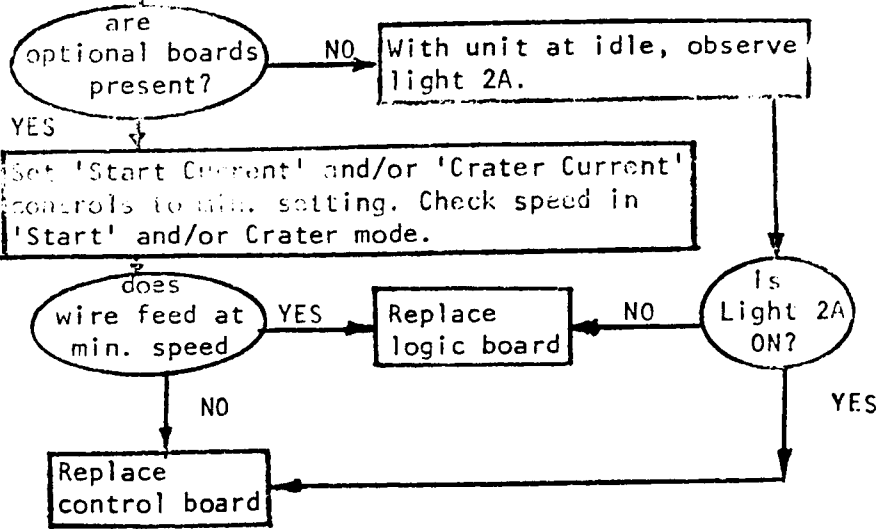 are
optional boards
present?
NO
With unit at idle, observe
light 2A.
YES
Set 'Start Current' and/or 'Crater Current'
controls to min. setting. Check speed in
'Start' and/or Crater mode.
does
wire feed at
min. speed
YES
Replace
logic board
NO
is
Light 2A
ON?
NO
YES
Replace
control board